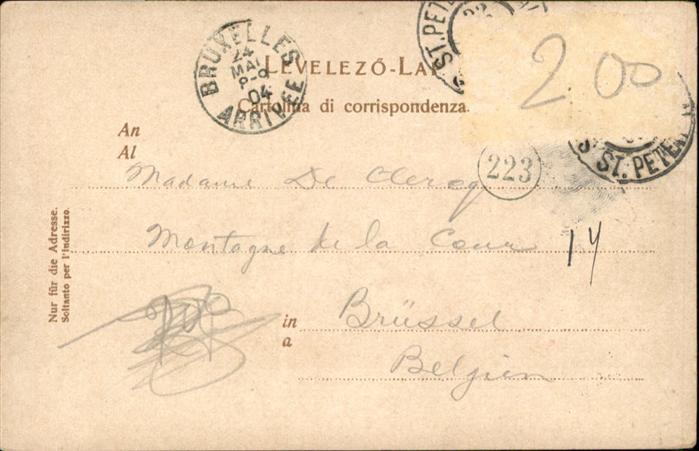 BRUXELLES
24
MAI
04
ARRIVÉE
ST. PETE
2.00
LEVELEZŐ-LA
Cartolina di corrispondenza.
ST. PETE
An
Al
223
Madame De Clercq
Montagne de la Cour
14
Nur für die Adresse.
Soltanto per l'indirizzo.
in
a
Brüssel
Belgien